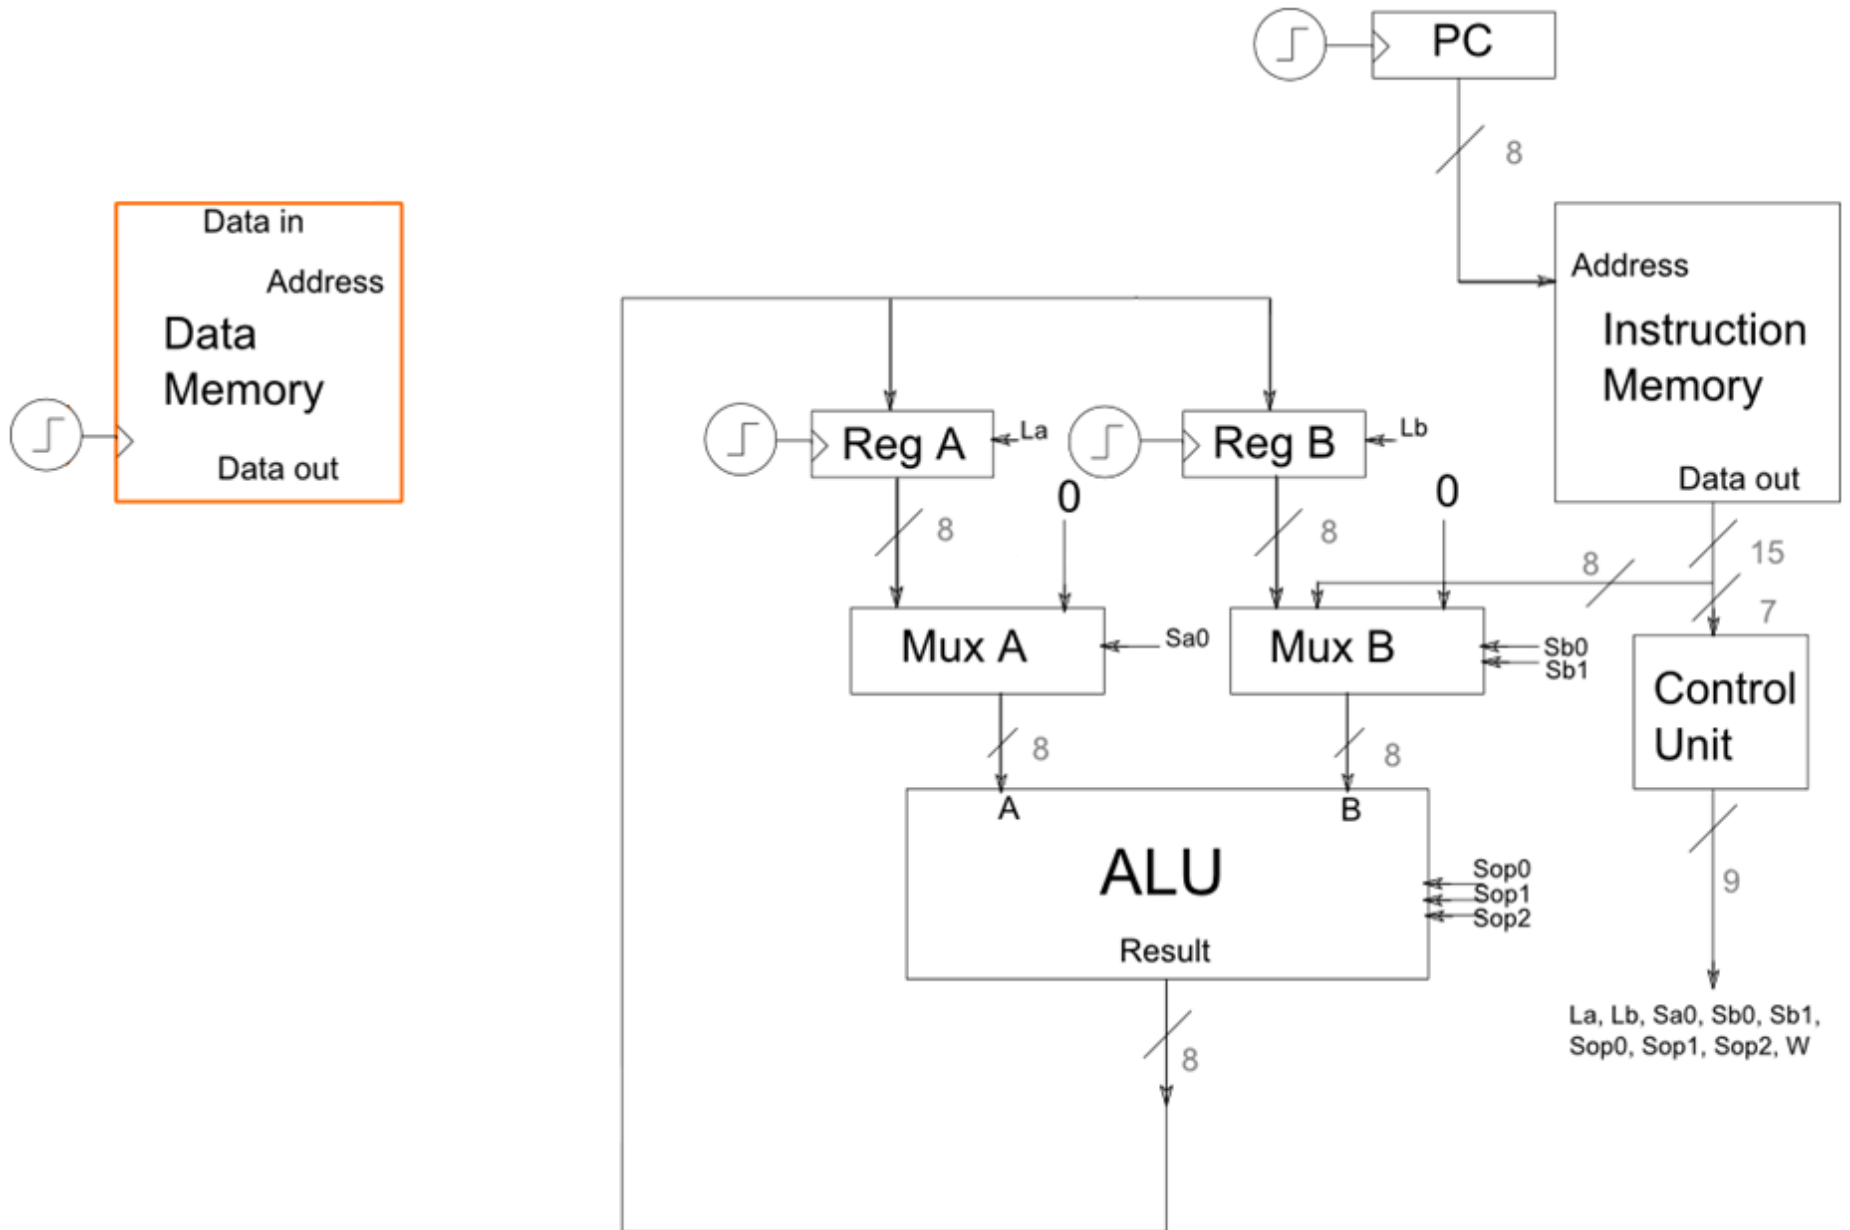 PC
8
Data in
Address
Data
Memory
Data out
Address
Instruction
Memory
Data out
Reg A
La
Reg B
Lb
0
0
8
8
15
8
7
Mux A
Sa0
Mux B
Sb0
Sb1
Control
Unit
8
8
A
B
ALU
Sop0
Sop1
Sop2
Result
9
8
La, Lb, Sa0, Sb0, Sb1,
Sop0, Sop1, Sop2, W